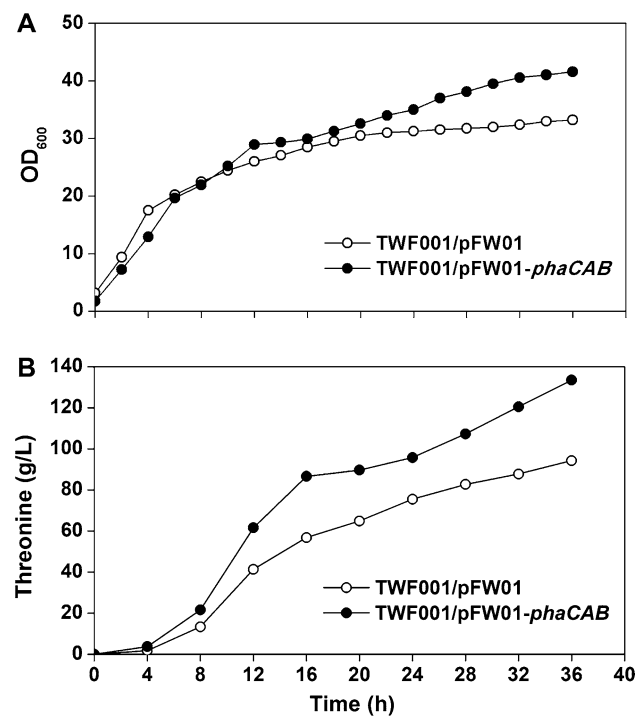 A
50
40
30
20
10
0
OD600
TWF001/pFW01
TWF001/pFW01-phaCAB
B
140
120
100
80
60
40
20
0
Threonine (g/L)
TWF001/pFW01
TWF001/pFW01-phaCAB
0 4 8 12 16 20 24 28 32 36 40
Time (h)